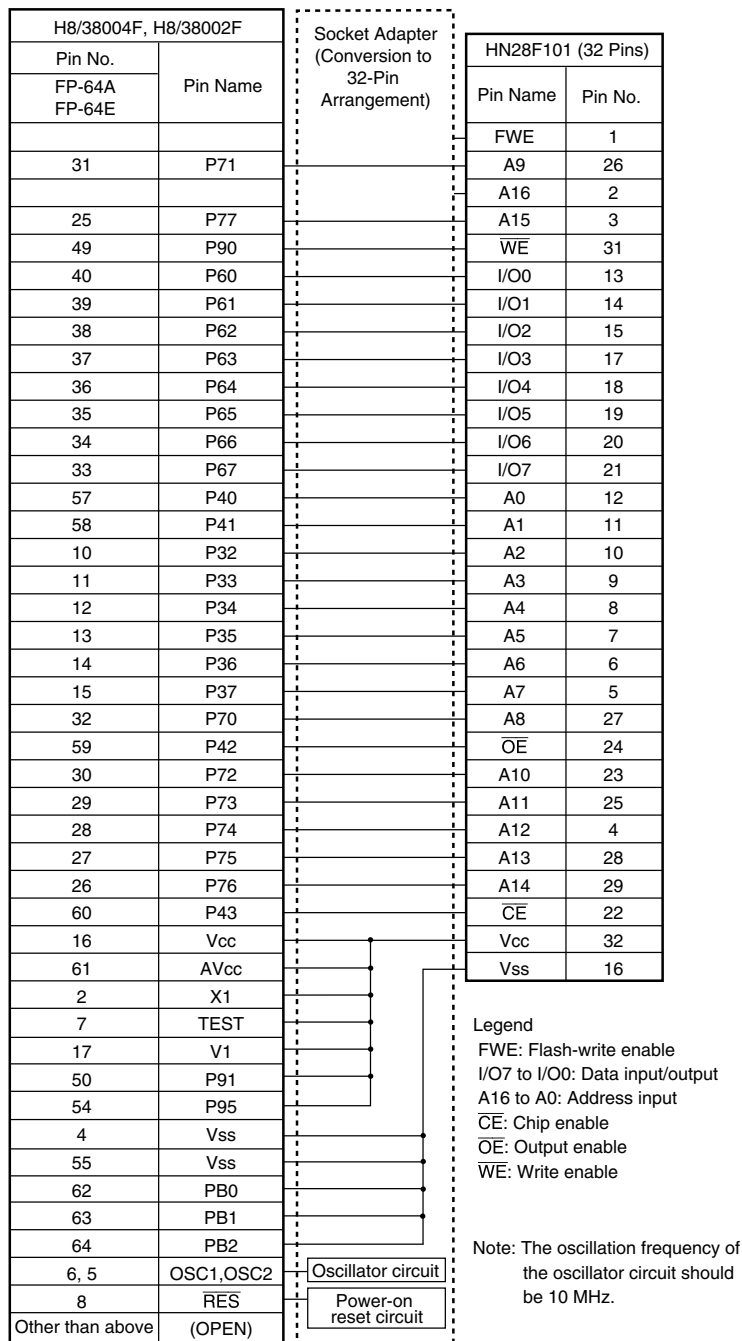 H8/38004F, H8/38002F
Pin No.
FP-64A
FP-64E
Pin Name
Socket Adapter
(Conversion to
32-Pin
Arrangement)
HN28F101 (32 Pins)
Pin Name Pin No.
FWE 1
31 P71 A9 26
A16 2
25 P77 A15 3
49 P90 WE 31
40 P60 I/O0 13
39 P61 I/O1 14
38 P62 I/O2 15
37 P63 I/O3 17
36 P64 I/O4 18
35 P65 I/O5 19
34 P66 I/O6 20
33 P67 I/O7 21
57 P40 A0 12
58 P41 A1 11
10 P32 A2 10
11 P33 A3 9
12 P34 A4 8
13 P35 A5 7
14 P36 A6 6
15 P37 A7 5
32 P70 A8 27
59 P42 OE 24
30 P72 A10 23
29 P73 A11 25
28 P74 A12 4
27 P75 A13 28
26 P76 A14 29
60 P43 CE 22
16 Vcc Vcc 32
61 AVcc Vss 16
2 X1
7 TEST
17 V1
50 P91
54 P95
4 Vss
55 Vss
62 PB0
63 PB1
64 PB2
6, 5 OSC1,OSC2 Oscillator circuit
8 RES Power-on
reset circuit
Other than above (OPEN)
Legend
FWE: Flash-write enable
I/O7 to I/O0: Data input/output
A16 to A0: Address input
CE: Chip enable
OE: Output enable
WE: Write enable
Note: The oscillation frequency of
the oscillator circuit should
be 10 MHz.